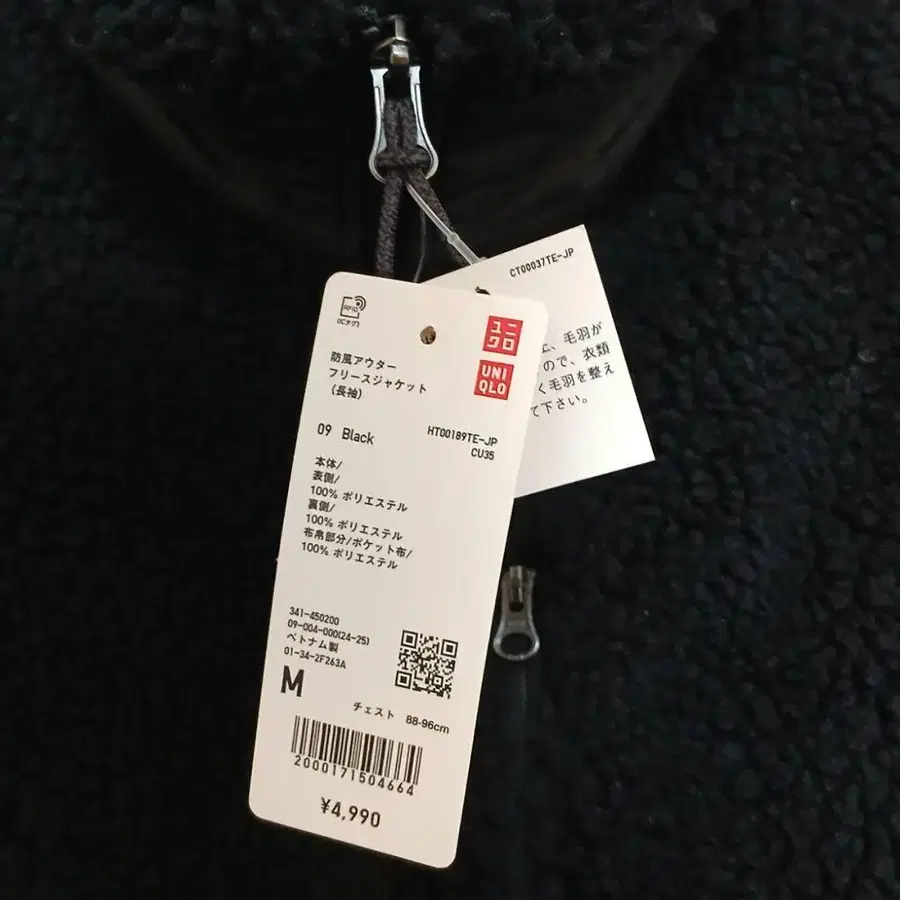 RFID
(ICタグ)
ユニ
クロ
UNI
QLO
防風アウター
フリースジャケット
(長袖)
09 Black
HT00189TE-JP
CU35
本体/
表側/
100% ポリエステル
裏側/
100% ポリエステル
布帛部分/ポケット布/
100% ポリエステル
341-450200
09-004-000(24-25)
ベトナム製
01-34-2F263A
M
チェスト 88-96cm
2000171504664
¥4,990
CT00037TE-JP
、毛羽が
ので、衣類
く毛羽を整え
て下さい。